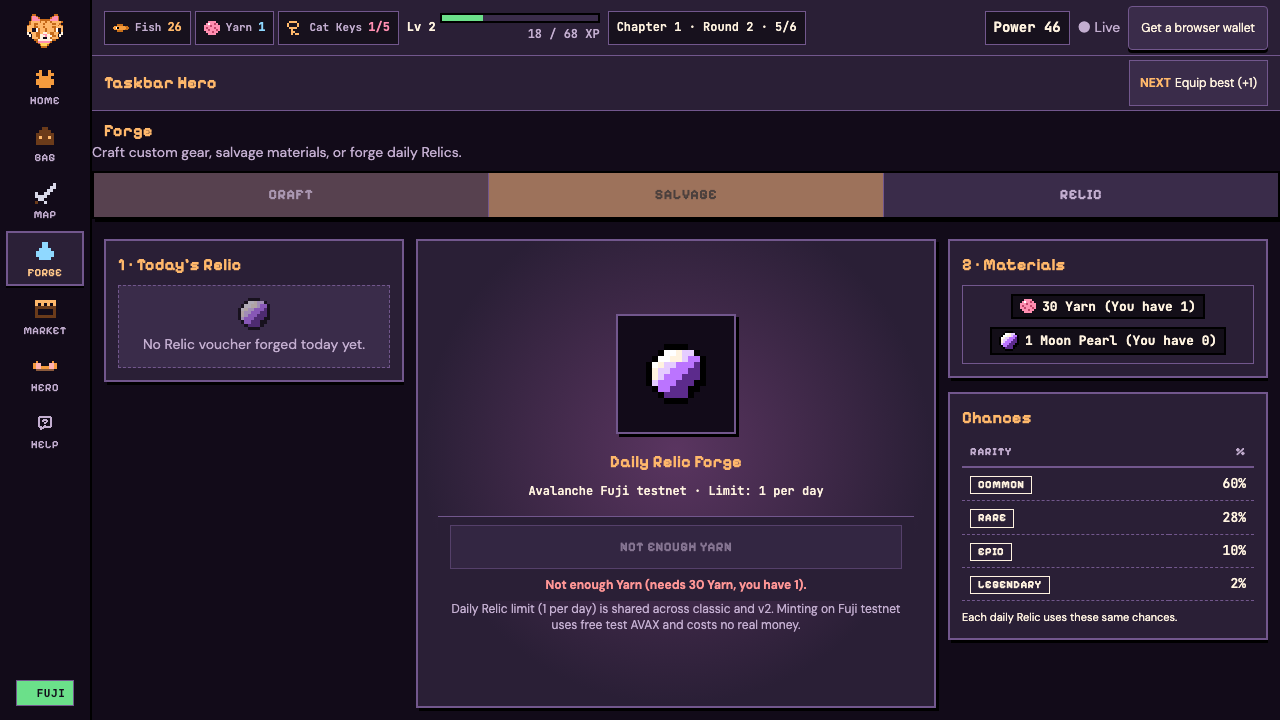 Fish 26
Yarn 1
Cat Keys 1/5
Lv 2
18 / 68 XP
Chapter 1 · Round 2 · 5/6
Power 46
Live
Get a browser wallet
HOME
BAG
MAP
FORGE
MARKET
HERO
HELP
FUJI
Taskbar Hero
NEXT Equip best (+1)
Forge
Craft custom gear, salvage materials, or forge daily Relics.
CRAFT
SALVAGE
RELIC
1 · Today's Relic
No Relic voucher forged today yet.
Daily Relic Forge
Avalanche Fuji testnet · Limit: 1 per day
NOT ENOUGH YARN
Not enough Yarn (needs 30 Yarn, you have 1).
Daily Relic limit (1 per day) is shared across classic and v2. Minting on Fuji testnet
uses free test AVAX and costs no real money.
2 · Materials
30 Yarn (You have 1)
1 Moon Pearl (You have 0)
Chances
RARITY %
COMMON 60%
RARE 28%
EPIC 10%
LEGENDARY 2%
Each daily Relic uses these same chances.